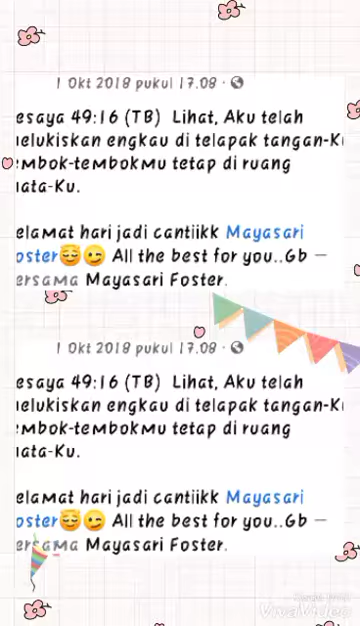 1 Okt 2018 pukul 17.08 ·
esaya 49:16 (TB) Lihat, Aku telah
elukiskan engkau di telapak tangan-K
mbok-tembokmu tetap di ruang
ata-Ku.
elamat hari jadi cantiikk Mayasari
oster😇😉 All the best for you..Gb —
ersama Mayasari Foster.
1 Okt 2018 pukul 17.08 ·
esaya 49:16 (TB) Lihat, Aku telah
elukiskan engkau di telapak tangan-K
mbok-tembokmu tetap di ruang
ata-Ku.
elamat hari jadi cantiikk Mayasari
oster😇😉 All the best for you..Gb —
ersama Mayasari Foster.
VivaVideo